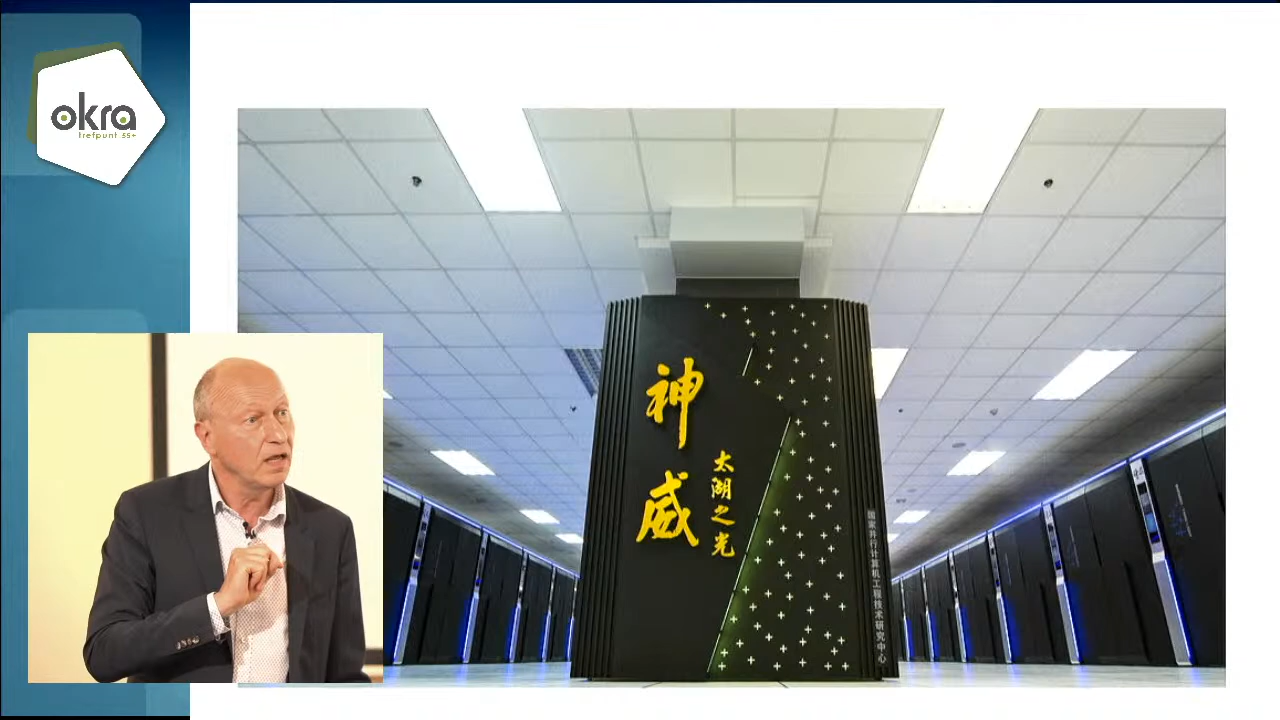 okra
trefpunt 55+
神威
太湖之光
国家并行计算机工程技术研究中心